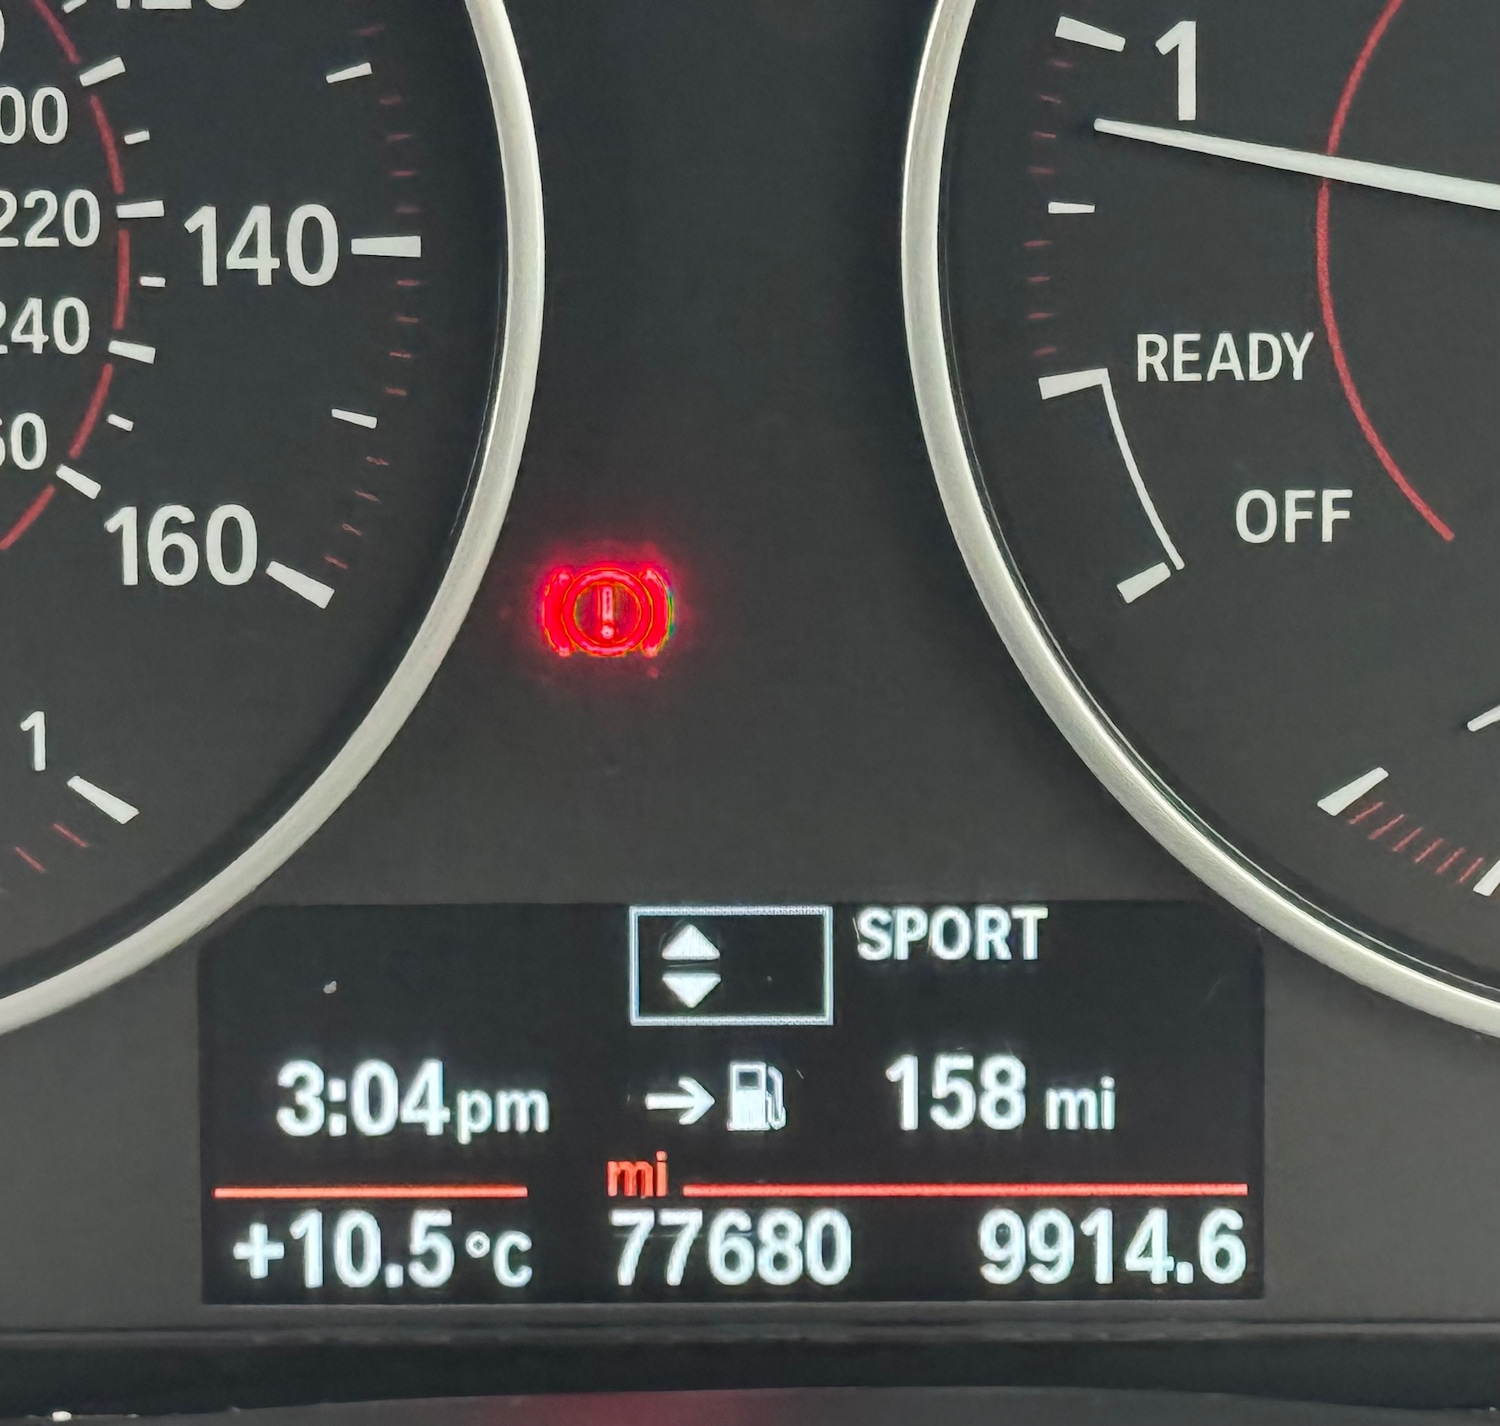 1
140
220
240
READY
160
OFF
1
SPORT
3:04pm → 158 mi
mi
+10.5°C 77680 9914.6